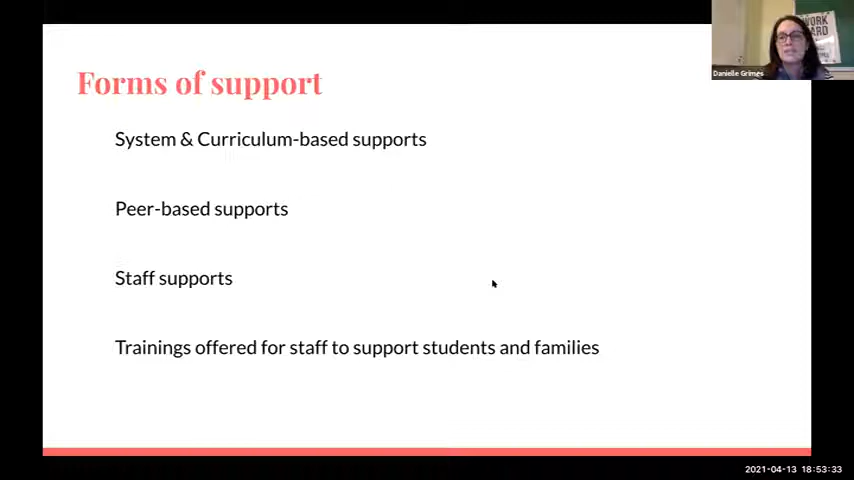 Forms of support
System & Curriculum-based supports
Peer-based supports
Staff supports
Trainings offered for staff to support students and families
WORK
Danielle Grimes
2021-04-13 18:53:33